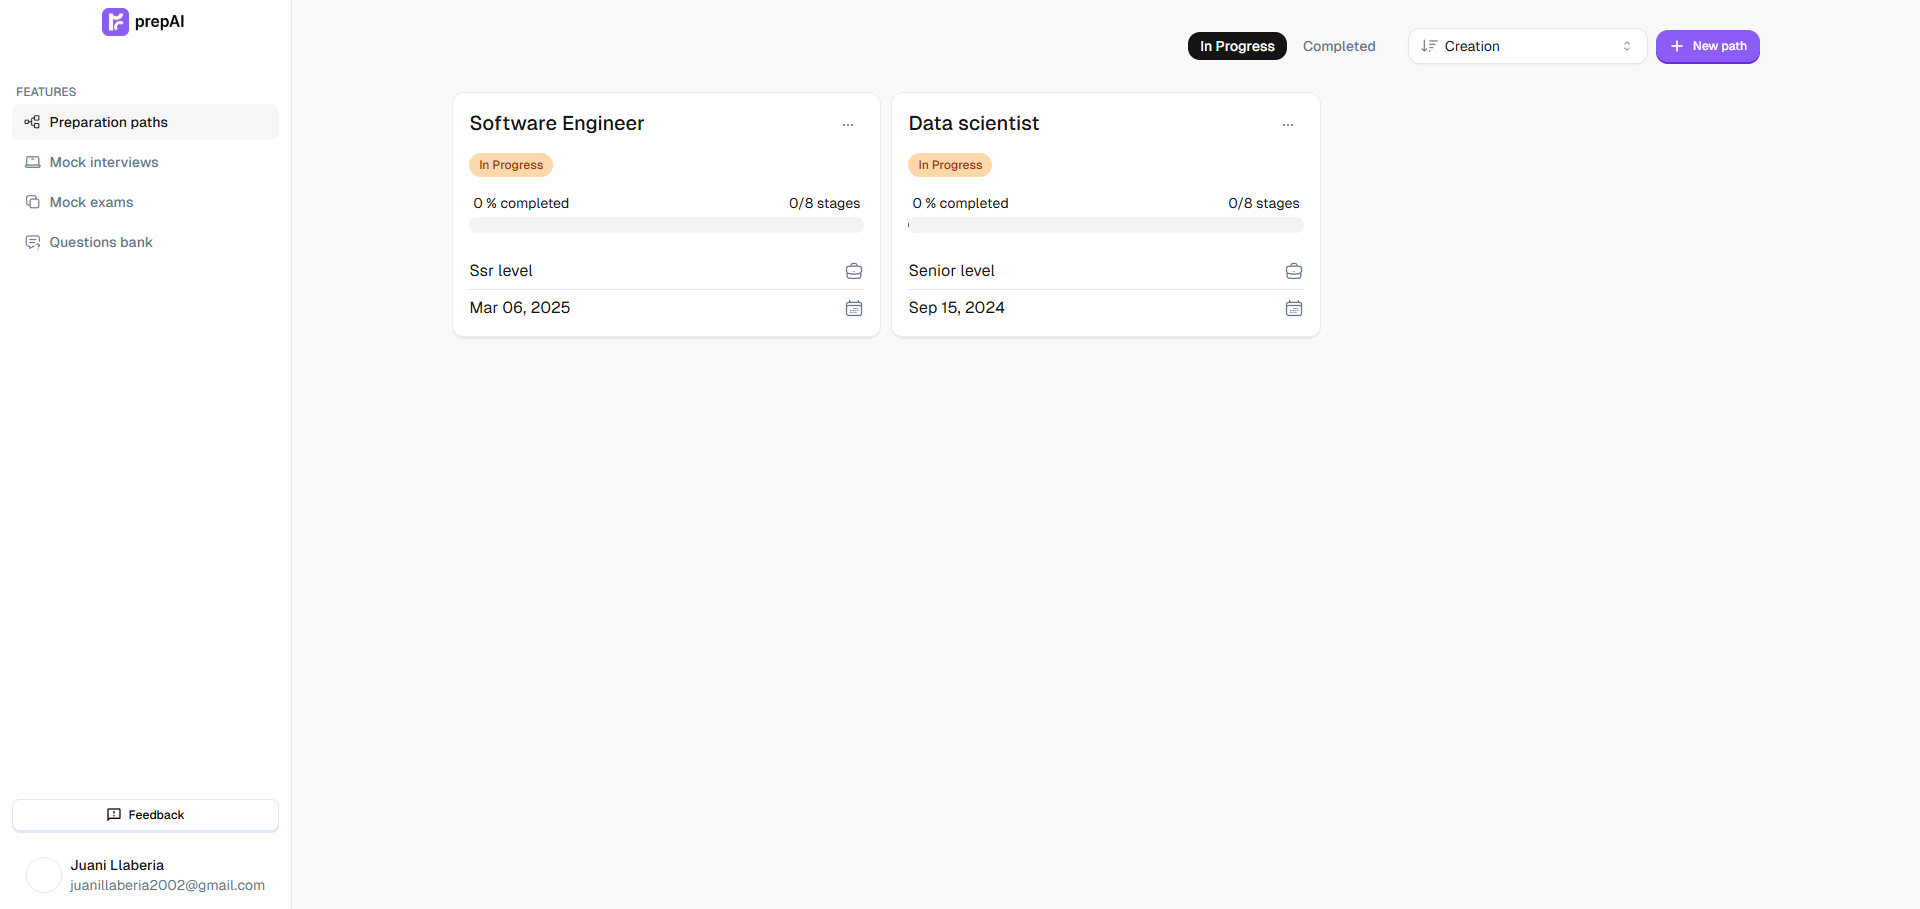 prepAI
FEATURES
Preparation paths
Mock interviews
Mock exams
Questions bank
Feedback
Juani Llaberia
juanillaberia2002@gmail.com
In Progress
Completed
Creation
New path
Software Engineer
In Progress
0 % completed
0/8 stages
Ssr level
Mar 06, 2025
Data scientist
In Progress
0 % completed
0/8 stages
Senior level
Sep 15, 2024